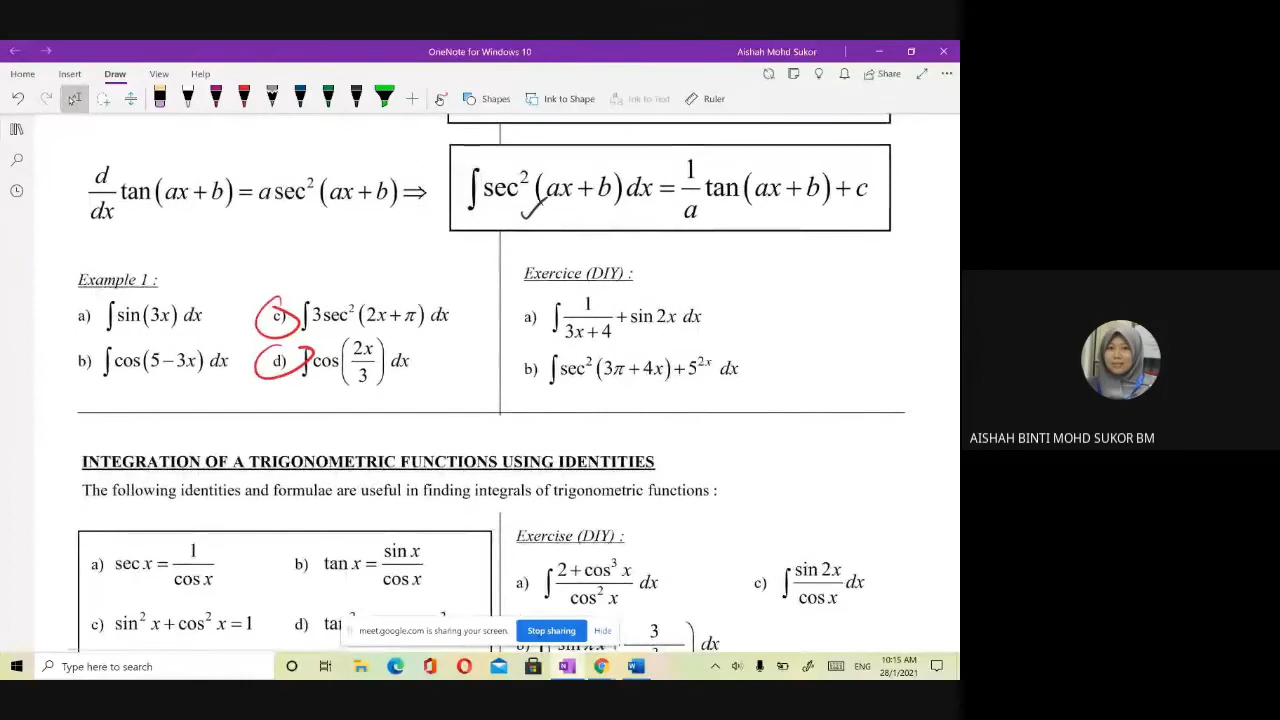 OneNote for Windows 10
Aishah Mohd Sukor
Home Insert Draw View Help
Share
Shapes Ink to Shape Ink to Text Ruler
d/dx tan(ax + b) = a sec²(ax + b) ⇒
∫sec²(ax + b)dx = 1/a tan(ax + b) + c
Example 1 :
a) ∫sin(3x) dx
c) ∫3sec²(2x + π) dx
b) ∫cos(5 − 3x) dx
d) ∫cos(2x/3) dx
Exercice (DIY) :
a) ∫1/(3x + 4) + sin 2x dx
b) ∫sec²(3π + 4x) + 5²ˣ dx
INTEGRATION OF A TRIGONOMETRIC FUNCTIONS USING IDENTITIES
The following identities and formulae are useful in finding integrals of trigonometric functions :
a) sec x = 1/cos x
b) tan x = sin x/cos x
c) sin² x + cos² x = 1
d)
Exercise (DIY) :
a) ∫(2 + cos³ x)/cos² x dx
c) ∫sin 2x/cos x dx
dx
meet.google.com is sharing your screen.
Stop sharing
Hide
AISHAH BINTI MOHD SUKOR BM
Type here to search
ENG
10:15 AM
28/1/2021